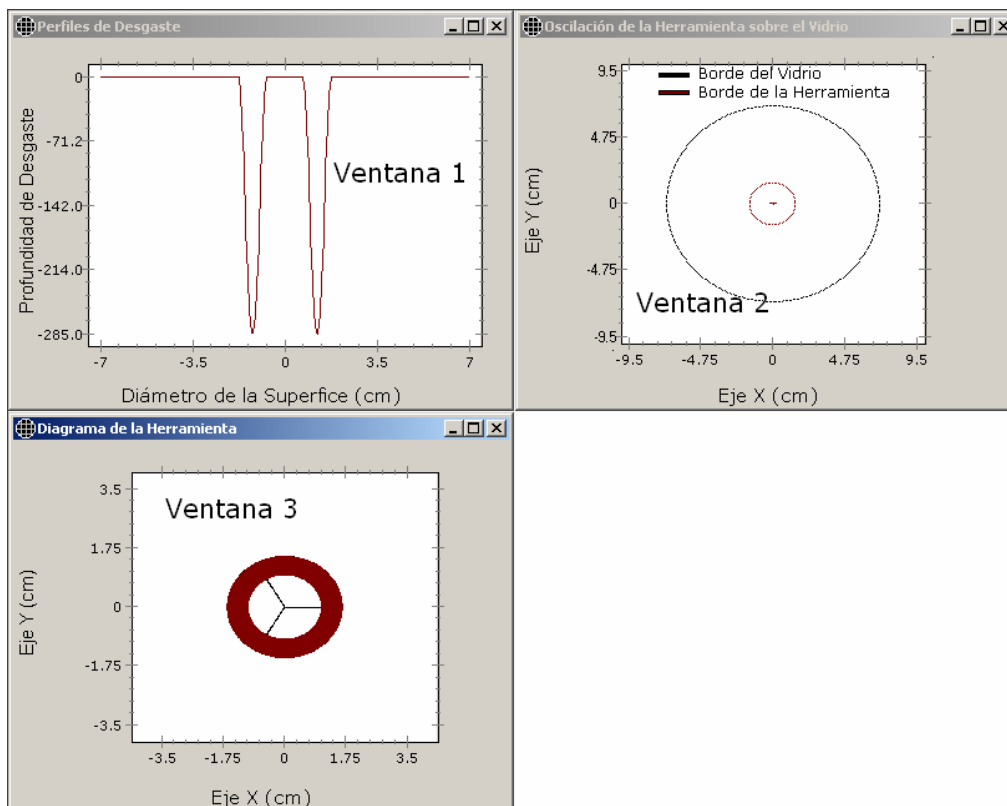 Perfiles de Desgaste
0
-71.2
-142.0
-214.0
-285.0
Profundidad de Desgaste
Ventana 1
-7
-3.5
0
3.5
7
Diámetro de la Superfice (cm)
Oscilación de la Herramienta sobre el Vidrio
9.5
4.75
0
-4.75
-9.5
Eje Y (cm)
Borde del Vidrio
Borde de la Herramienta
Ventana 2
-9.5
-4.75
0
4.75
9.5
Eje X (cm)
Diagrama de la Herramienta
3.5
1.75
0
-1.75
-3.5
Eje Y (cm)
Ventana 3
-3.5
-1.75
0
1.75
3.5
Eje X (cm)